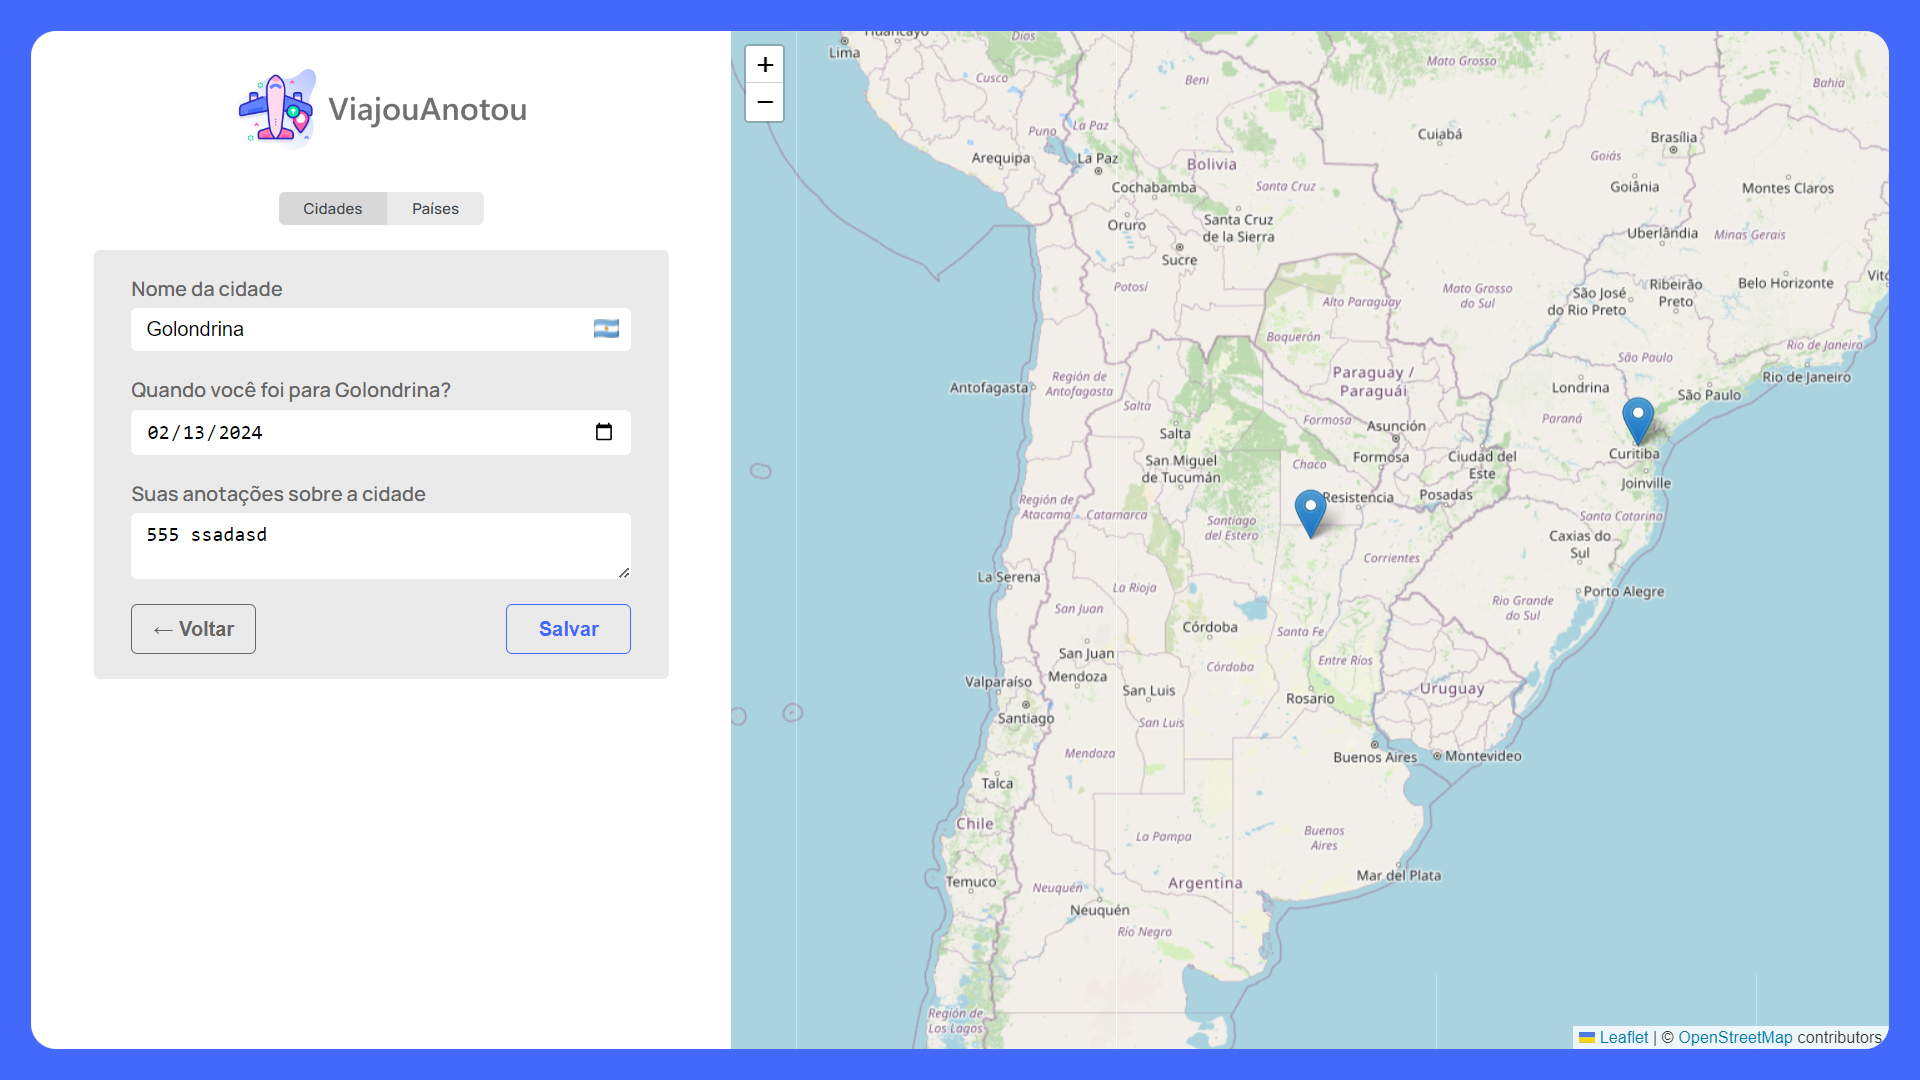 ViajouAnotou
Cidades
Países
Nome da cidade
Golondrina
Quando você foi para Golondrina?
02/13/2024
Suas anotações sobre a cidade
555 ssadasd
← Voltar
Salvar
+
−
Huancayo
Dios
Lima
Mato Grosso
Cusco
Beni
Bahia
Puno
La Paz
Cuiabá
Brasília
Arequipa
La Paz
Bolivia
Goiás
Cochabamba
Santa Cruz
Goiânia
Montes Claros
Oruro
Santa Cruz
de la Sierra
Uberlândia
Minas Gerais
Sucre
Potosí
Mato Grosso
do Sul
Alto Paraguay
São José
do Rio Preto
Ribeirão
Preto
Belo Horizonte
Boquerón
São Paulo
Rio de Janeiro
Antofagasta
Región de
Antofagasta
Paraguay /
Paraguái
Londrina
São Paulo
Rio de Janeiro
Salta
Formosa
Asunción
Paraná
Salta
San Miguel
de Tucumán
Chaco
Formosa
Ciudad del
Este
Curitiba
Joinville
Región de
Atacama
Catamarca
Santiago
del Estero
Resistencia
Posadas
Santa Catarina
Corrientes
Caxias do
Sul
La Serena
La Rioja
Porto Alegre
San Juan
Córdoba
Santa Fe
Rio Grande
do Sul
San Juan
Mendoza
Córdoba
Entre Ríos
Valparaíso
San Luis
Rosario
Uruguay
Santiago
San Luis
Mendoza
Buenos Aires
Montevideo
Talca
Chile
La Pampa
Buenos
Aires
Temuco
Neuquén
Argentina
Mar del Plata
Neuquén
Río Negro
Región de
Los Lagos
Leaflet | © OpenStreetMap contributors